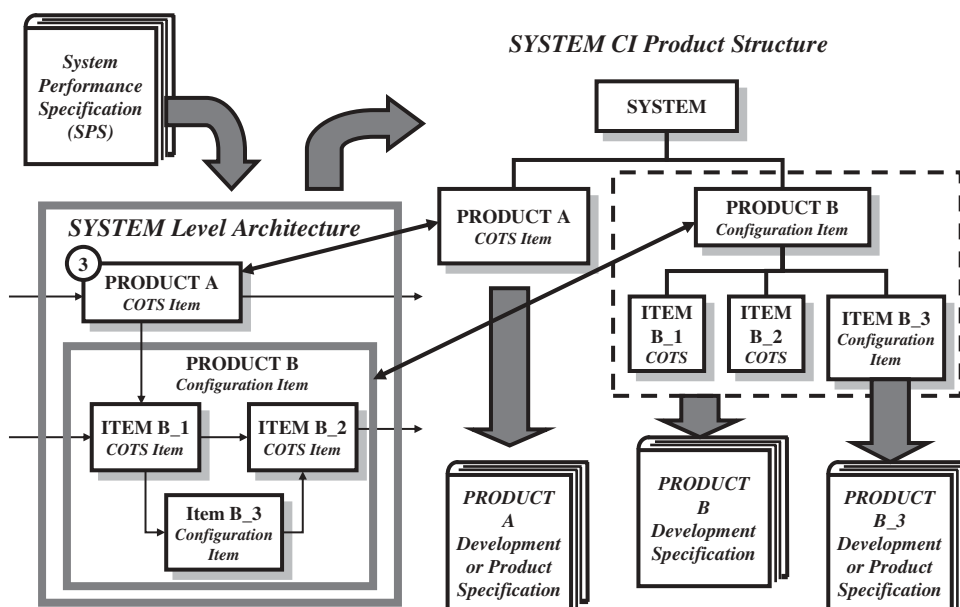 System
Performance
Specification
(SPS)
SYSTEM CI Product Structure
SYSTEM
PRODUCT A
COTS Item
PRODUCT B
Configuration Item
ITEM
B_1
COTS
ITEM
B_2
COTS
ITEM B_3
Configuration
Item
SYSTEM Level Architecture
3
PRODUCT A
COTS Item
PRODUCT B
Configuration Item
ITEM B_1
COTS Item
ITEM B_2
COTS Item
Item B_3
Configuration
Item
PRODUCT
A
Development
or Product
Specification
PRODUCT
B
Development
Specification
PRODUCT
B_3
Development
or Product
Specification